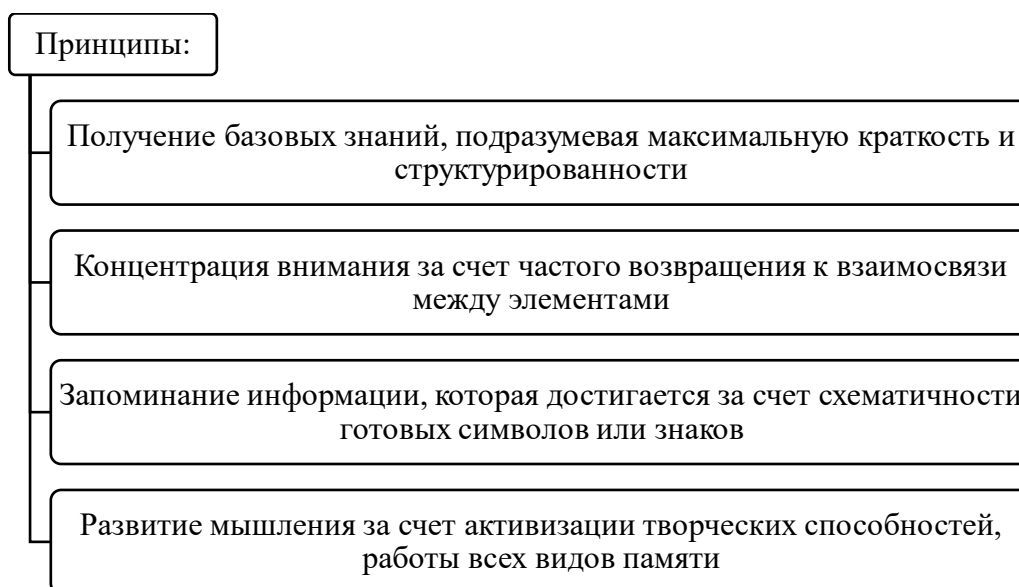 Принципы:
Получение базовых знаний, подразумевая максимальную краткость и
структурированности
Концентрация внимания за счет частого возвращения к взаимосвязи
между элементами
Запоминание информации, которая достигается за счет схематичности
готовых символов или знаков
Развитие мышления за счет активизации творческих способностей,
работы всех видов памяти